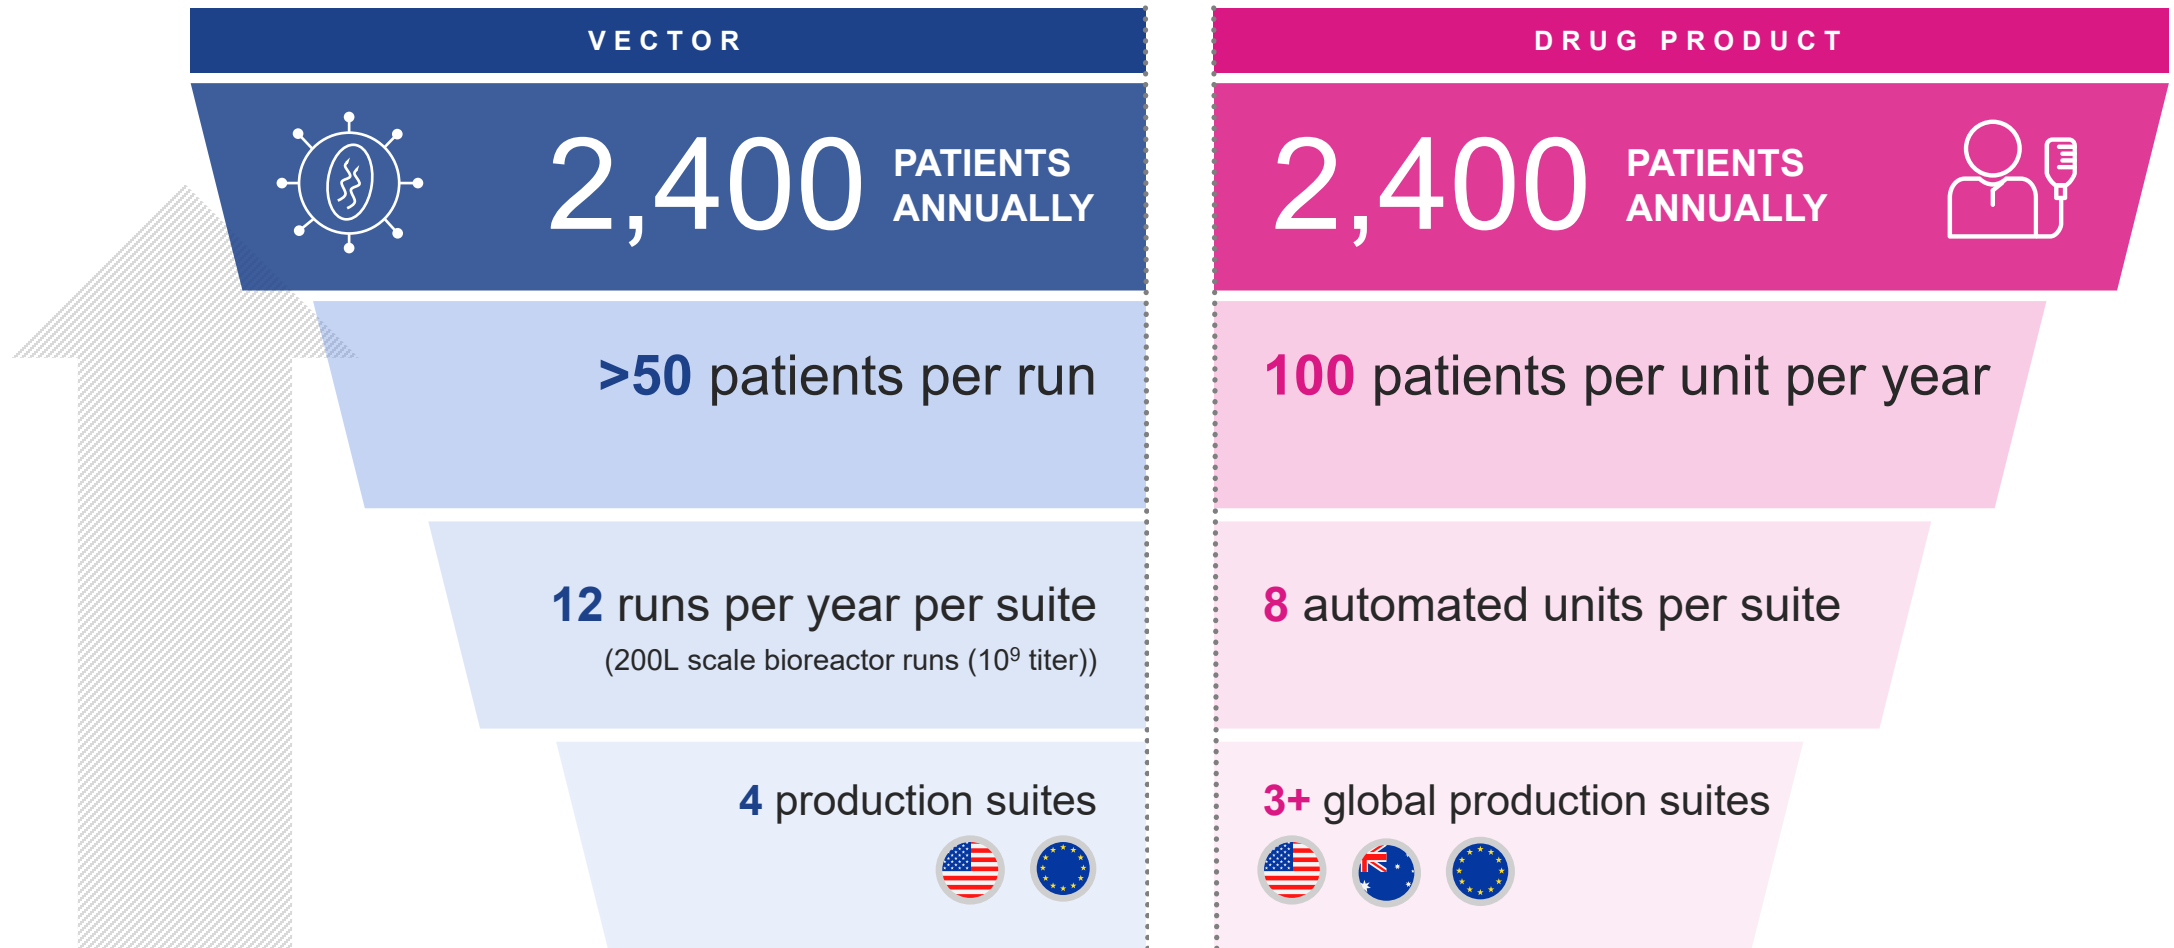 VECTOR
2,400 PATIENTS
ANNUALLY
>50 patients per run
12 runs per year per suite
(200L scale bioreactor runs (10⁹ titer))
4 production suites
DRUG PRODUCT
2,400 PATIENTS
ANNUALLY
100 patients per unit per year
8 automated units per suite
3+ global production suites